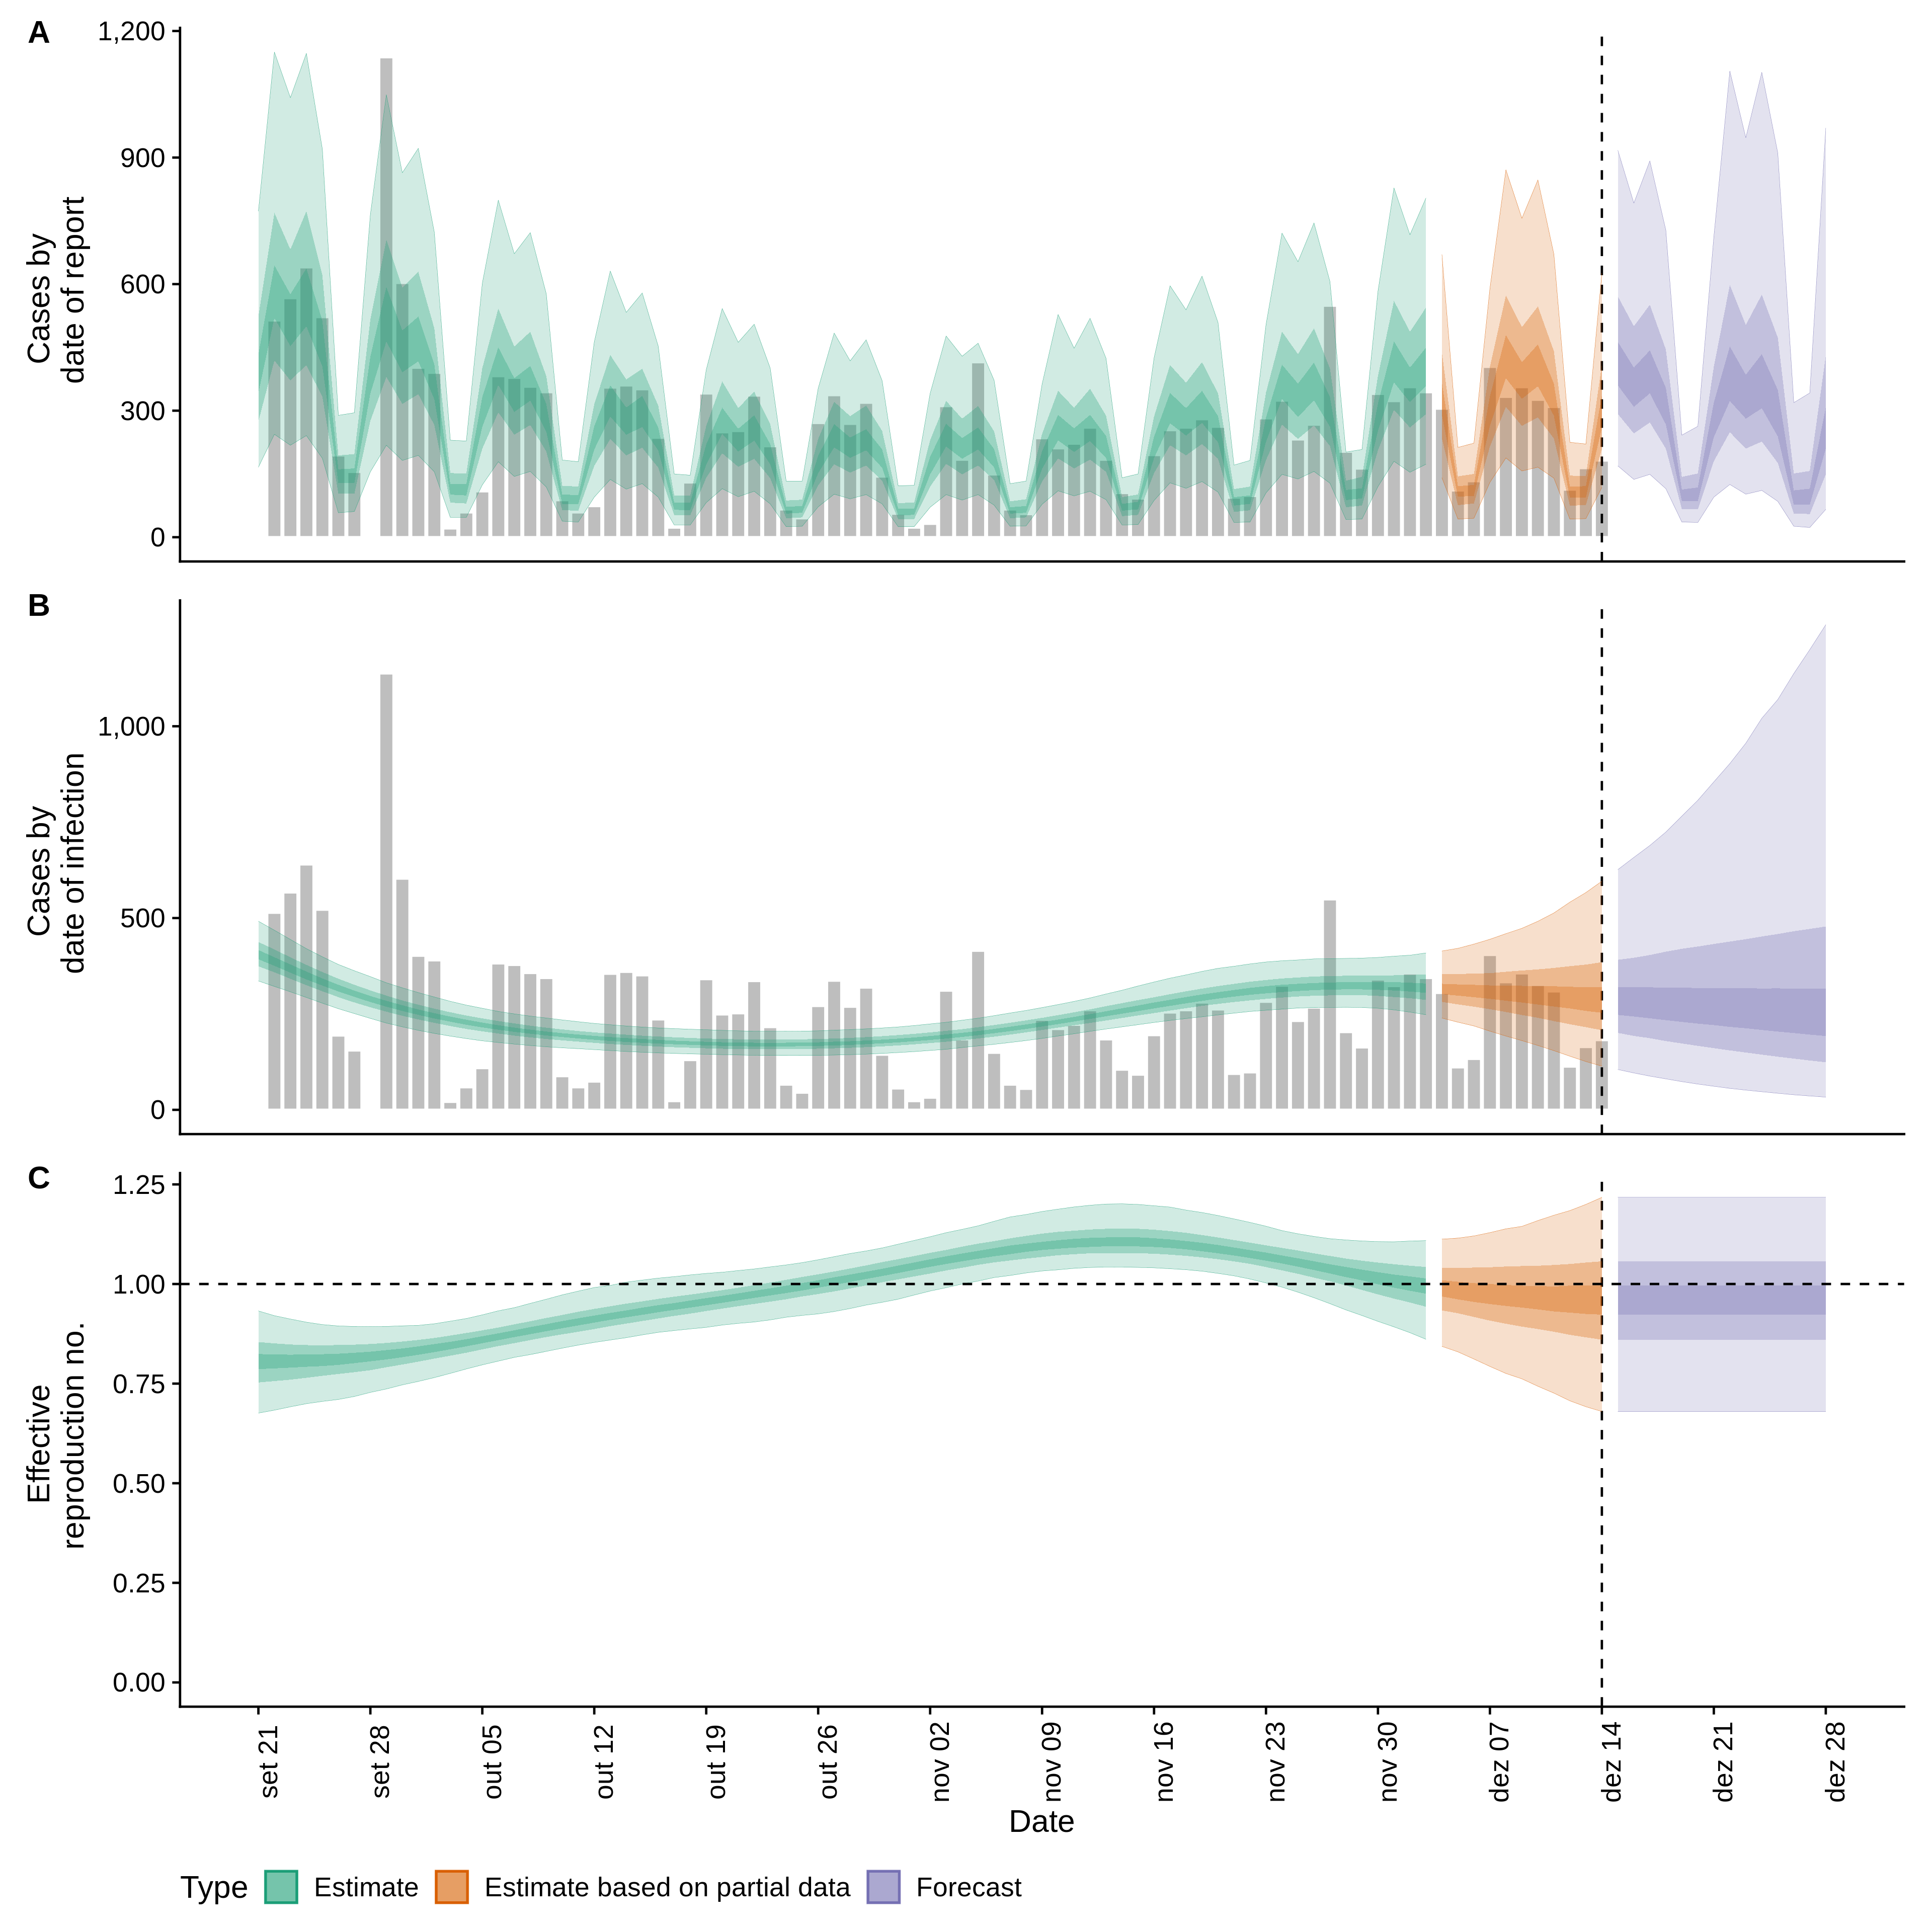 A
1,200
900
600
300
0
Cases by
date of report
B
1,000
500
0
Cases by
date of infection
C
1.25
1.00
0.75
0.50
0.25
0.00
Effective
reproduction no.
set 21
set 28
out 05
out 12
out 19
out 26
nov 02
nov 09
nov 16
nov 23
nov 30
dez 07
dez 14
dez 21
dez 28
Date
Type Estimate Estimate based on partial data Forecast